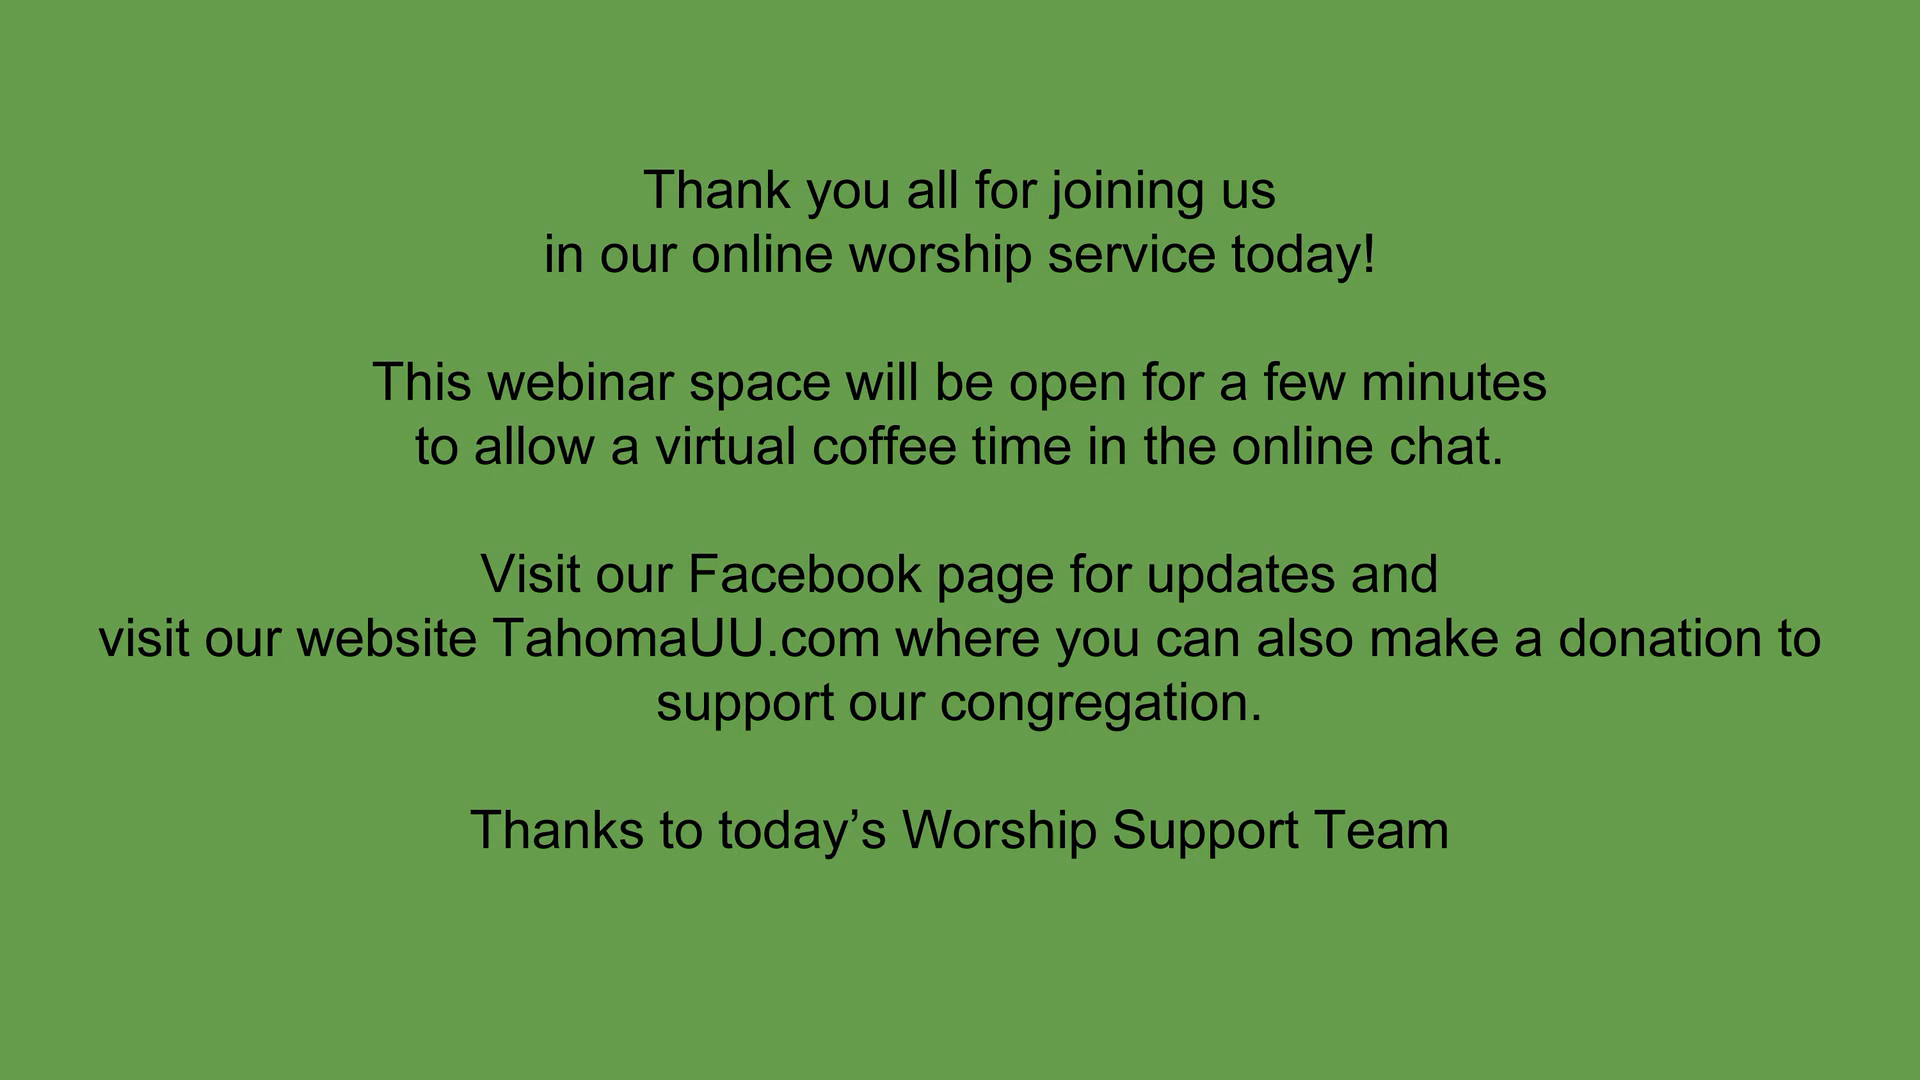 Thank you all for joining us
in our online worship service today!
This webinar space will be open for a few minutes
to allow a virtual coffee time in the online chat.
Visit our Facebook page for updates and
visit our website TahomaUU.com where you can also make a donation to
support our congregation.
Thanks to today’s Worship Support Team